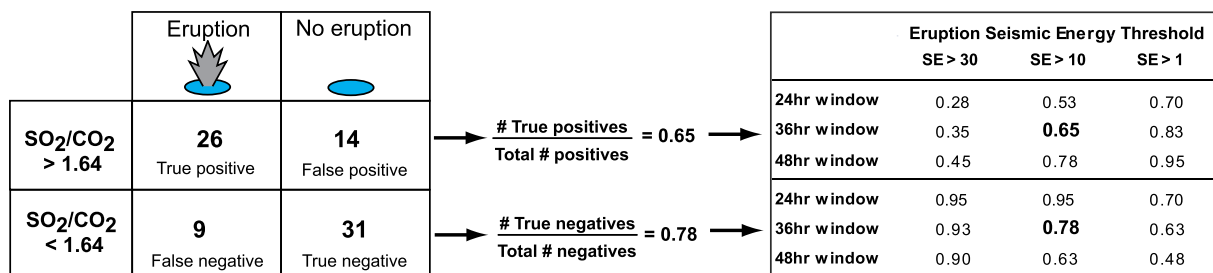 Eruption No eruption
SO2/CO2 > 1.64
26
True positive
14
False positive
# True positives
Total # positives
= 0.65
SO2/CO2 < 1.64
9
False negative
31
True negative
# True negatives
Total # negatives
= 0.78
Eruption Seismic Energy Threshold
SE > 30 SE > 10 SE > 1
24hr window 0.28 0.53 0.70
36hr window 0.35 0.65 0.83
48hr window 0.45 0.78 0.95
24hr window 0.95 0.95 0.70
36hr window 0.93 0.78 0.63
48hr window 0.90 0.63 0.48